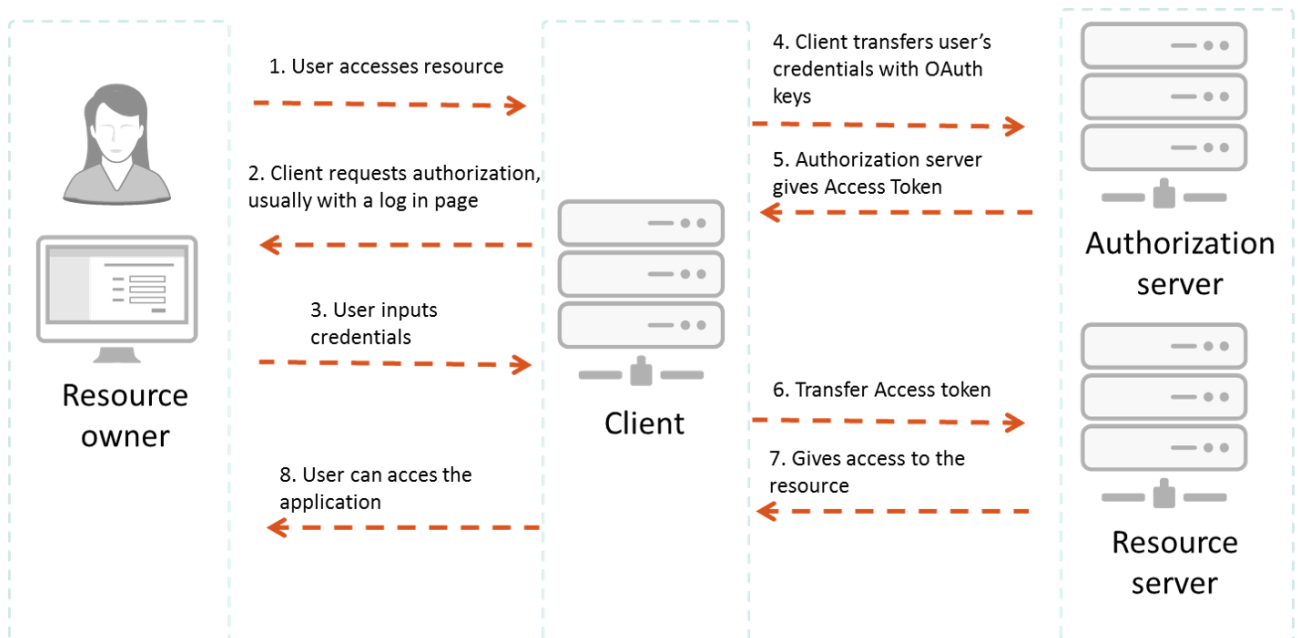 1. User accesses resource
2. Client requests authorization,
usually with a log in page
3. User inputs
credentials
8. User can acces the
application
Resource
owner
Client
4. Client transfers user’s
credentials with OAuth
keys
5. Authorization server
gives Access Token
6. Transfer Access token
7. Gives access to the
resource
Authorization
server
Resource
server